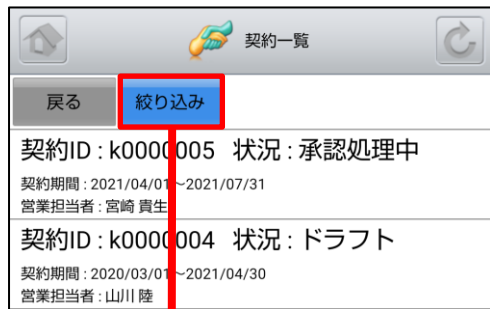 契約一覧
戻る 絞り込み
契約ID : k0000005 状況 : 承認処理中
契約期間 : 2021/04/01～2021/07/31
営業担当者 : 宮崎 貴生
契約ID : k0000004 状況 : ドラフト
契約期間 : 2020/03/01～2021/04/30
営業担当者 : 山川 陸